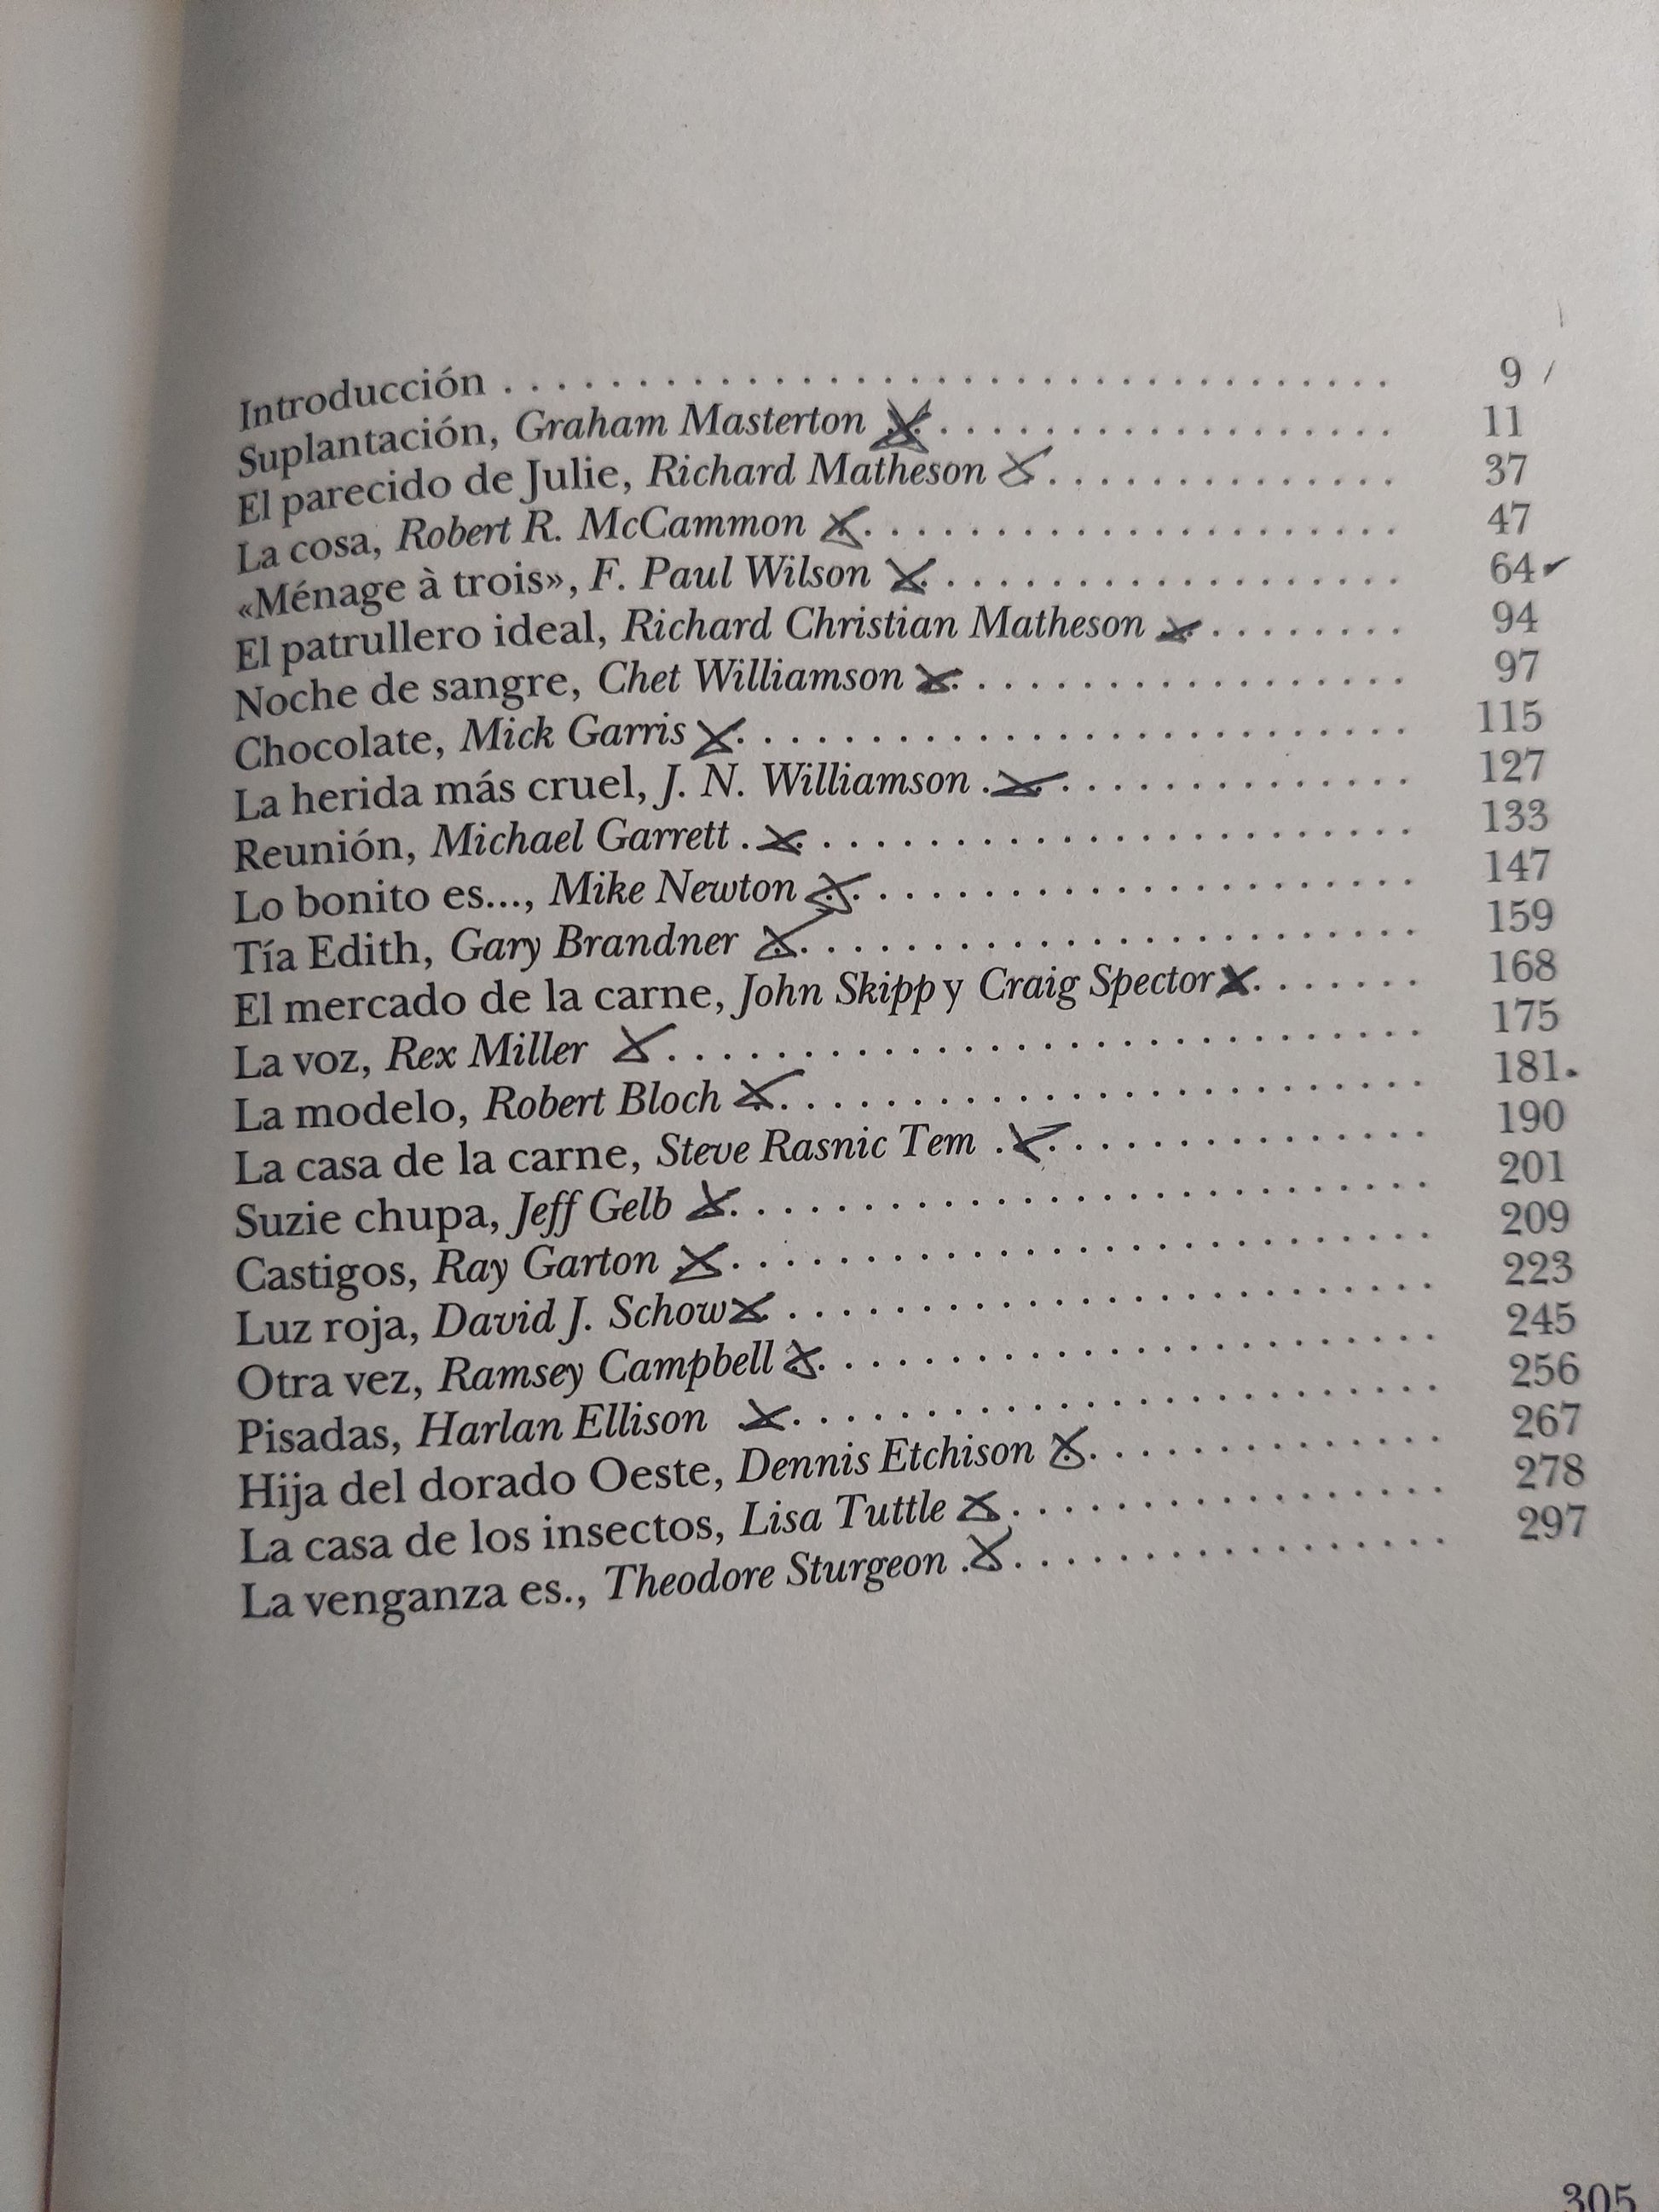 Introducción . . . . . . . . . . . . . . . . . . . . . . . . . . . . . . . . . . 9
Suplantación, Graham Masterton . . . . . . . . . . . . . . . . . . 11
El parecido de Julie, Richard Matheson . . . . . . . . . . . . . . 37
La cosa, Robert R. McCammon . . . . . . . . . . . . . . . . . . . . 47
«Ménage à trois», F. Paul Wilson . . . . . . . . . . . . . . . . . . 64
El patrullero ideal, Richard Christian Matheson . . . . . . . . 94
Noche de sangre, Chet Williamson . . . . . . . . . . . . . . . . . 97
Chocolate, Mick Garris . . . . . . . . . . . . . . . . . . . . . . . . . 115
La herida más cruel, J. N. Williamson . . . . . . . . . . . . . . . 127
Reunión, Michael Garrett . . . . . . . . . . . . . . . . . . . . . . . 133
Lo bonito es..., Mike Newton . . . . . . . . . . . . . . . . . . . . . 147
Tía Edith, Gary Brandner . . . . . . . . . . . . . . . . . . . . . . . 159
El mercado de la carne, John Skipp y Craig Spector . . . . . . . 168
La voz, Rex Miller . . . . . . . . . . . . . . . . . . . . . . . . . . . . 175
La modelo, Robert Bloch . . . . . . . . . . . . . . . . . . . . . . . . 181
La casa de la carne, Steve Rasnic Tem . . . . . . . . . . . . . . . 190
Suzie chupa, Jeff Gelb . . . . . . . . . . . . . . . . . . . . . . . . . . 201
Castigos, Ray Garton . . . . . . . . . . . . . . . . . . . . . . . . . . 209
Luz roja, David J. Schow . . . . . . . . . . . . . . . . . . . . . . . . 223
Otra vez, Ramsey Campbell . . . . . . . . . . . . . . . . . . . . . . . 245
Pisadas, Harlan Ellison . . . . . . . . . . . . . . . . . . . . . . . . 256
Hija del dorado Oeste, Dennis Etchison . . . . . . . . . . . . . . 267
La casa de los insectos, Lisa Tuttle . . . . . . . . . . . . . . . . . 278
La venganza es., Theodore Sturgeon . . . . . . . . . . . . . . . . . 297
305